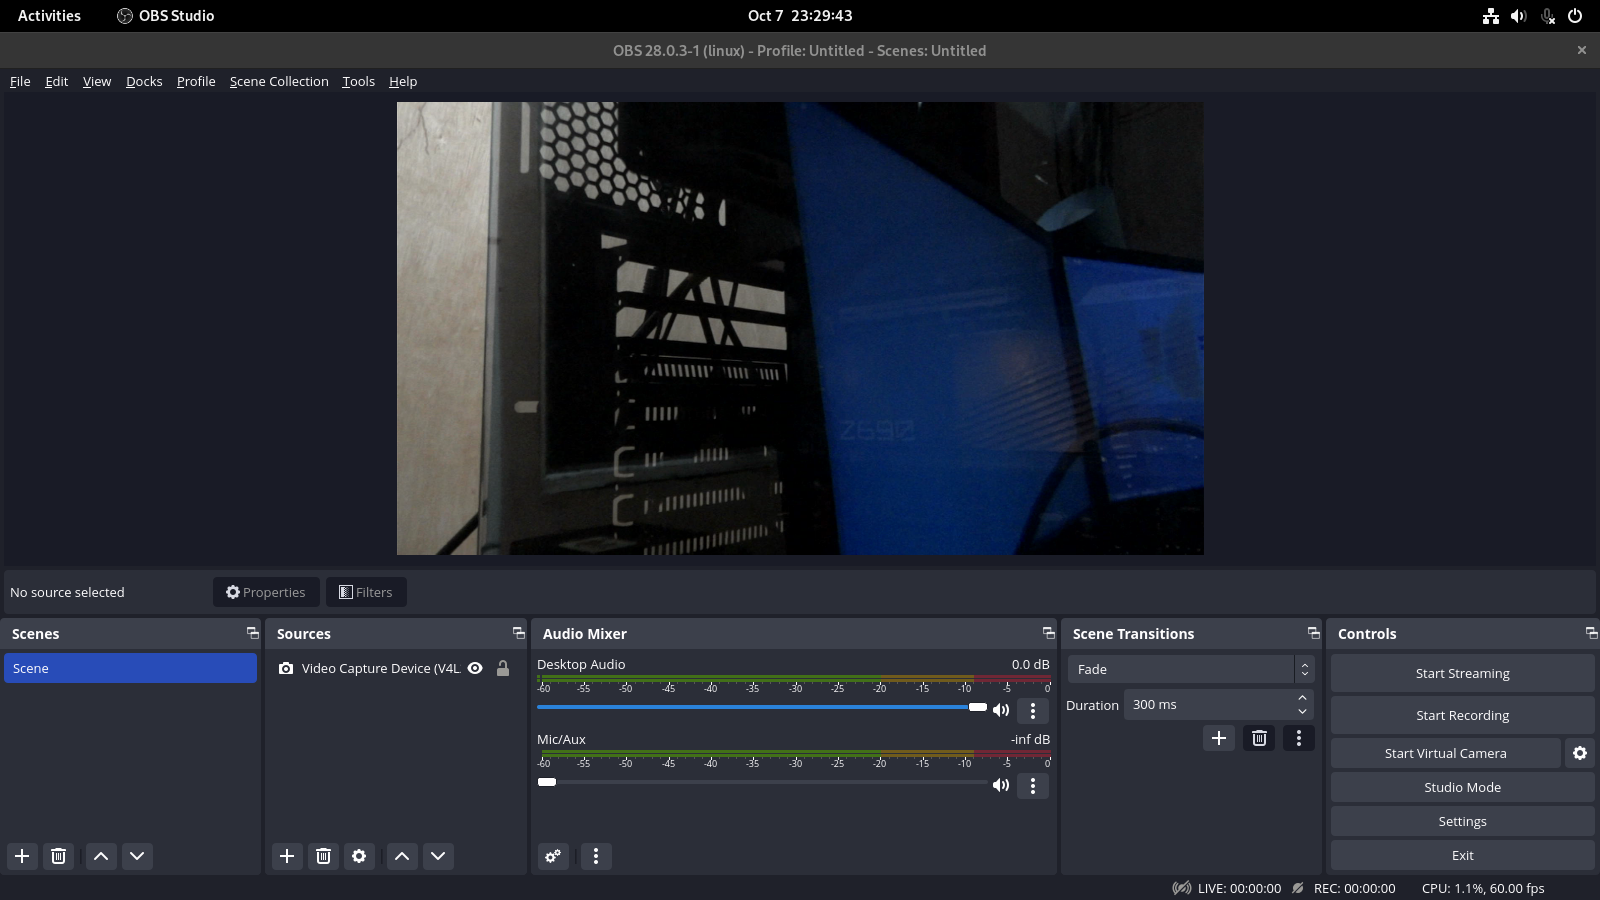 Activities
OBS Studio
Oct 7 23:29:43
OBS 28.0.3-1 (linux) - Profile: Untitled - Scenes: Untitled
File Edit View Docks Profile Scene Collection Tools Help
Z690
No source selected
Properties
Filters
Scenes
Scene
Sources
Video Capture Device (V4L
Audio Mixer
Desktop Audio 0.0 dB
-60 -55 -50 -45 -40 -35 -30 -25 -20 -15 -10 -5 0
Mic/Aux -inf dB
-60 -55 -50 -45 -40 -35 -30 -25 -20 -15 -10 -5 0
Scene Transitions
Fade
Duration 300 ms
Controls
Start Streaming
Start Recording
Start Virtual Camera
Studio Mode
Settings
Exit
LIVE: 00:00:00 REC: 00:00:00 CPU: 1.1%, 60.00 fps